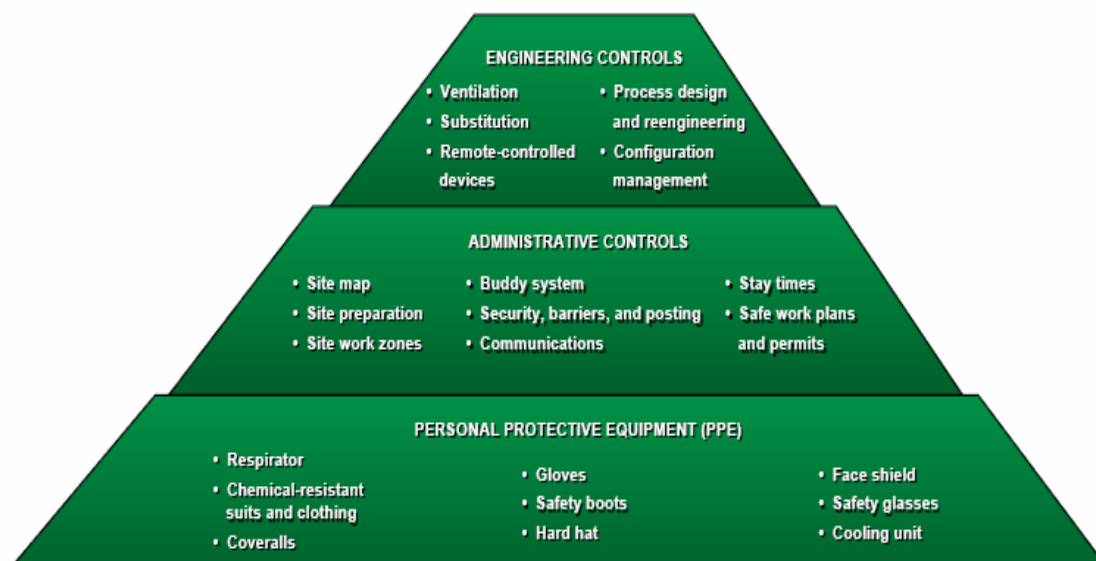 ENGINEERING CONTROLS
• Ventilation
• Substitution
• Remote-controlled
devices
• Process design
and reengineering
• Configuration
management
ADMINISTRATIVE CONTROLS
• Site map
• Site preparation
• Site work zones
• Buddy system
• Security, barriers, and posting
• Communications
• Stay times
• Safe work plans
and permits
PERSONAL PROTECTIVE EQUIPMENT (PPE)
• Respirator
• Chemical-resistant
suits and clothing
• Coveralls
• Gloves
• Safety boots
• Hard hat
• Face shield
• Safety glasses
• Cooling unit